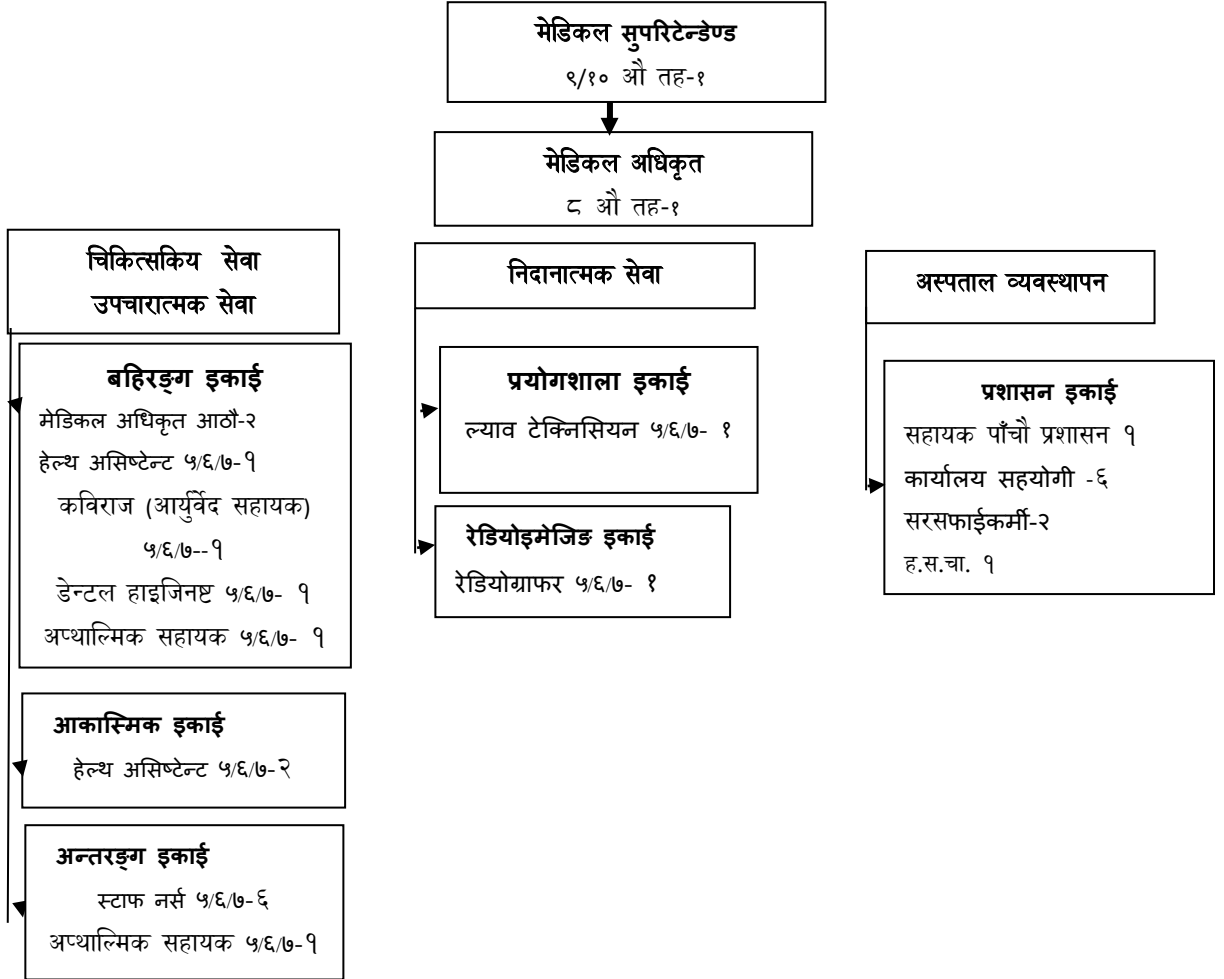 मेडिकल सुपरिटेन्डेण्ड
९/१० औ तह-१
मेडिकल अधिकृत
८ औ तह-१
चिकित्सकिय सेवा
उपचारात्मक सेवा
बहिरङ्ग इकाई
मेडिकल अधिकृत आठौ-२
हेल्थ असिष्टेन्ट ५/६/७-१
कविराज (आर्युर्वेद सहायक)
५/६/७--१
डेन्टल हाइजिनष्ट ५/६/७- १
अप्थाल्मिक सहायक ५/६/७- १
आकास्मिक इकाई
हेल्थ असिष्टेन्ट ५/६/७-२
अन्तरङ्ग इकाई
स्टाफ नर्स ५/६/७-६
अप्थाल्मिक सहायक ५/६/७-१
निदानात्मक सेवा
प्रयोगशाला इकाई
ल्याव टेक्निसियन ५/६/७- १
रेडियोइमेजिङ इकाई
रेडियोग्राफर ५/६/७- १
अस्पताल व्यवस्थापन
प्रशासन इकाई
सहायक पाँचौ प्रशासन १
कार्यालय सहयोगी -६
सरसफाईकर्मी-२
ह.स.चा. १